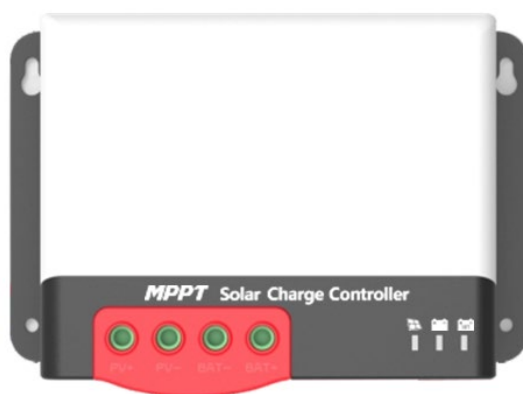 MPPT Solar Charge Controller
PV+ PV- BAT- BAT+